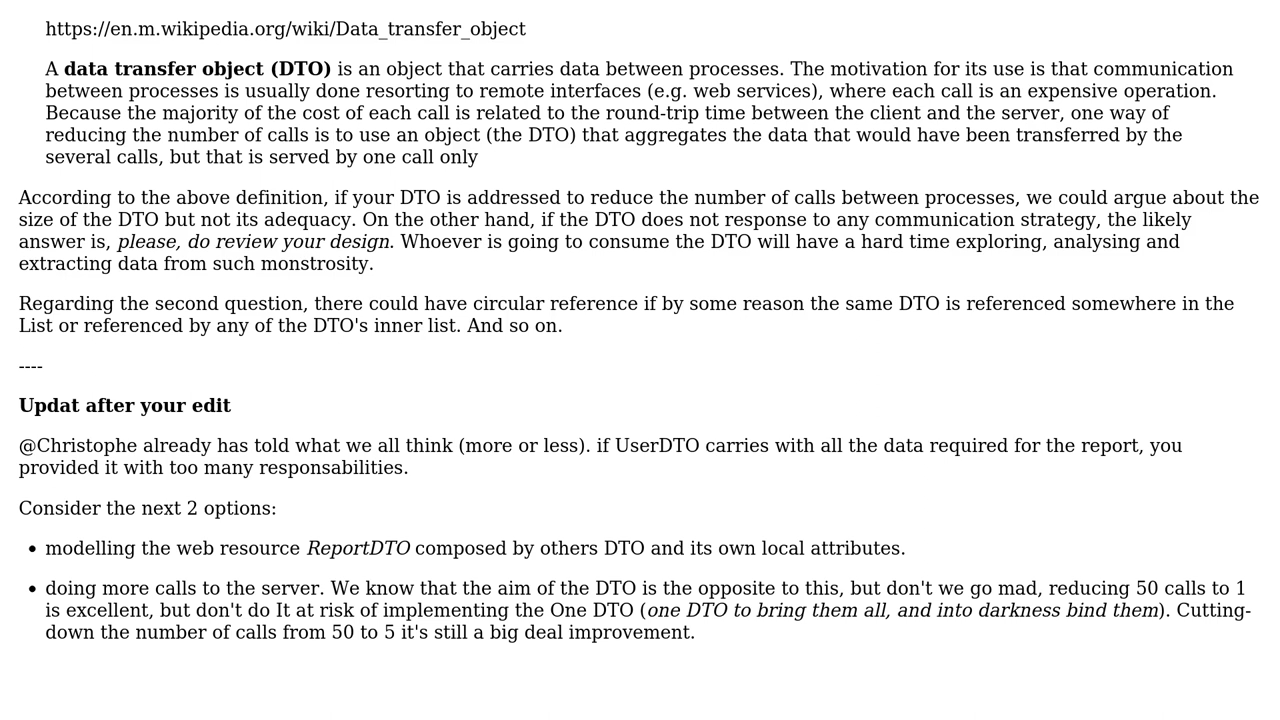 https://en.m.wikipedia.org/wiki/Data_transfer_object
A data transfer object (DTO) is an object that carries data between processes. The motivation for its use is that communication
between processes is usually done resorting to remote interfaces (e.g. web services), where each call is an expensive operation.
Because the majority of the cost of each call is related to the round-trip time between the client and the server, one way of
reducing the number of calls is to use an object (the DTO) that aggregates the data that would have been transferred by the
several calls, but that is served by one call only
According to the above definition, if your DTO is addressed to reduce the number of calls between processes, we could argue about the
size of the DTO but not its adequacy. On the other hand, if the DTO does not response to any communication strategy, the likely
answer is, please, do review your design. Whoever is going to consume the DTO will have a hard time exploring, analysing and
extracting data from such monstrosity.
Regarding the second question, there could have circular reference if by some reason the same DTO is referenced somewhere in the
List or referenced by any of the DTO's inner list. And so on.
----
Updat after your edit
@Christophe already has told what we all think (more or less). if UserDTO carries with all the data required for the report, you
provided it with too many responsabilities.
Consider the next 2 options:
• modelling the web resource ReportDTO composed by others DTO and its own local attributes.
• doing more calls to the server. We know that the aim of the DTO is the opposite to this, but don't we go mad, reducing 50 calls to 1
is excellent, but don't do It at risk of implementing the One DTO (one DTO to bring them all, and into darkness bind them). Cutting-
down the number of calls from 50 to 5 it's still a big deal improvement.